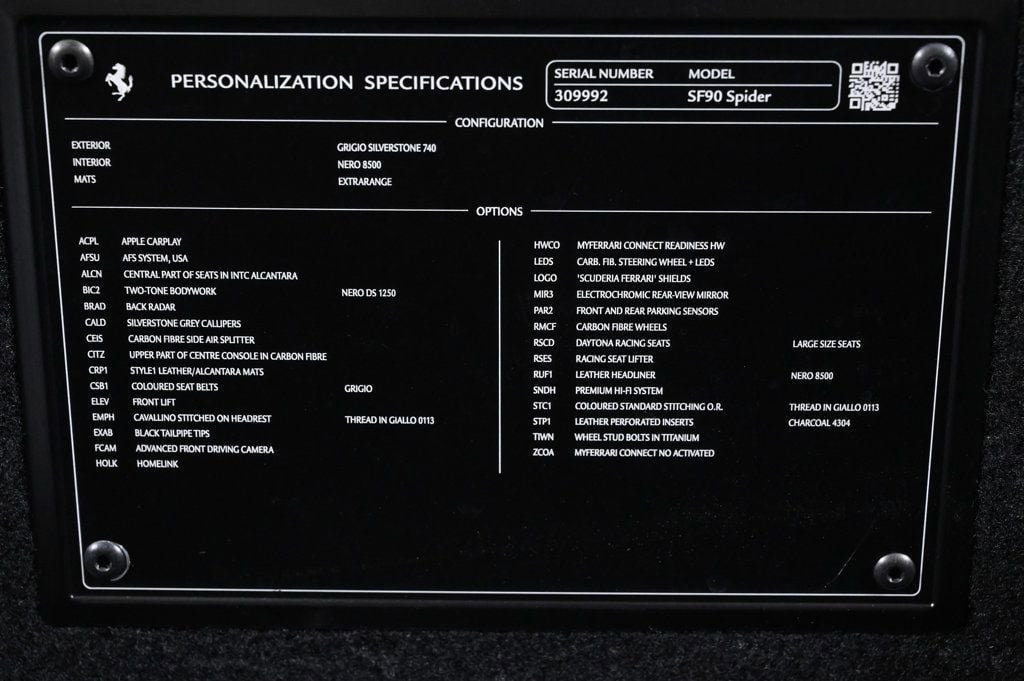 PERSONALIZATION SPECIFICATIONS
SERIAL NUMBER MODEL
309992 SF90 Spider
CONFIGURATION
EXTERIOR GRIGIO SILVERSTONE 740
INTERIOR NERO 8500
MATS EXTRARANGE
OPTIONS
ACPL APPLE CARPLAY
AFSU AFS SYSTEM, USA
ALCN CENTRAL PART OF SEATS IN INTC ALCANTARA
BIC2 TWO-TONE BODYWORK NERO DS 1250
BRAD BACK RADAR
CALD SILVERSTONE GREY CALLIPERS
CEIS CARBON FIBRE SIDE AIR SPLITTER
CITZ UPPER PART OF CENTRE CONSOLE IN CARBON FIBRE
CRP1 STYLE1 LEATHER/ALCANTARA MATS
CSB1 COLOURED SEAT BELTS GRIGIO
ELEV FRONT LIFT
EMPH CAVALLINO STITCHED ON HEADREST THREAD IN GIALLO 0113
EXAB BLACK TAILPIPE TIPS
FCAM ADVANCED FRONT DRIVING CAMERA
HOLK HOMELINK
HWCO MYFERRARI CONNECT READINESS HW
LEDS CARB. FIB. STEERING WHEEL + LEDS
LOGO 'SCUDERIA FERRARI' SHIELDS
MIR3 ELECTROCHROMIC REAR-VIEW MIRROR
PAR2 FRONT AND REAR PARKING SENSORS
RMCF CARBON FIBRE WHEELS
RSCD DAYTONA RACING SEATS LARGE SIZE SEATS
RSES RACING SEAT LIFTER
RUF1 LEATHER HEADLINER NERO 8500
SNDH PREMIUM HI-FI SYSTEM
STC1 COLOURED STANDARD STITCHING O.R. THREAD IN GIALLO 0113
STP1 LEATHER PERFORATED INSERTS CHARCOAL 4304
TIWN WHEEL STUD BOLTS IN TITANIUM
ZCOA MYFERRARI CONNECT NO ACTIVATED